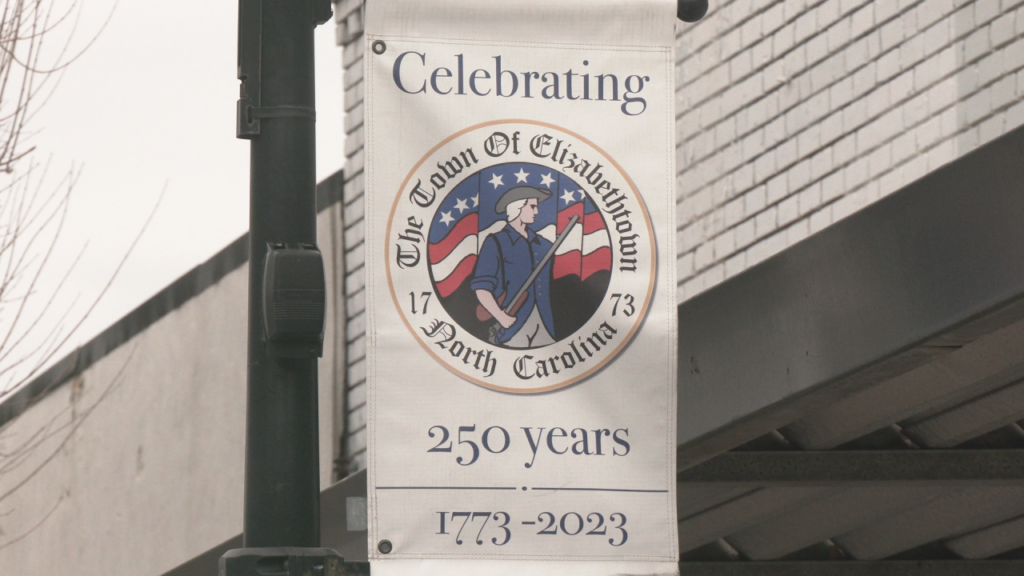 Celebrating
The Town Of Elizabethtown
17 73
North Carolina
250 years
1773-2023